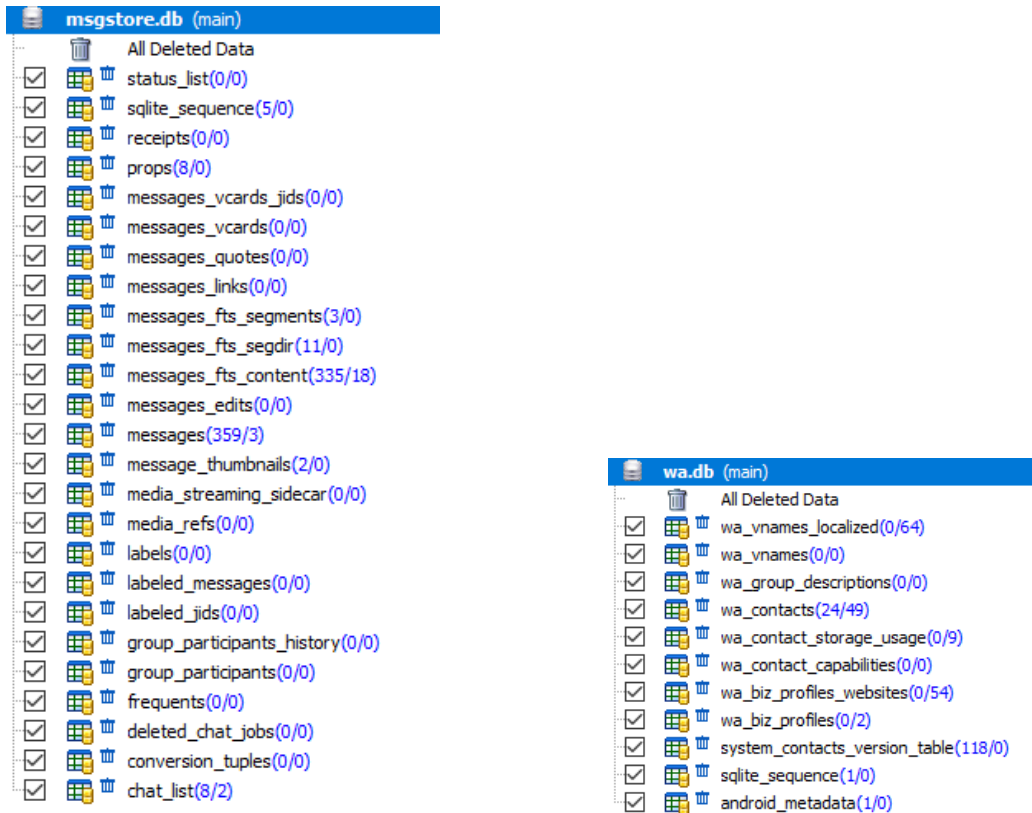 msgstore.db (main)
All Deleted Data
status_list(0/0)
sqlite_sequence(5/0)
receipts(0/0)
props(8/0)
messages_vcards_jids(0/0)
messages_vcards(0/0)
messages_quotes(0/0)
messages_links(0/0)
messages_fts_segments(3/0)
messages_fts_segdir(11/0)
messages_fts_content(335/18)
messages_edits(0/0)
messages(359/3)
message_thumbnails(2/0)
media_streaming_sidecar(0/0)
media_refs(0/0)
labels(0/0)
labeled_messages(0/0)
labeled_jids(0/0)
group_participants_history(0/0)
group_participants(0/0)
frequents(0/0)
deleted_chat_jobs(0/0)
conversion_tuples(0/0)
chat_list(8/2)
wa.db (main)
All Deleted Data
wa_vnames_localized(0/64)
wa_vnames(0/0)
wa_group_descriptions(0/0)
wa_contacts(24/49)
wa_contact_storage_usage(0/9)
wa_contact_capabilities(0/0)
wa_biz_profiles_websites(0/54)
wa_biz_profiles(0/2)
system_contacts_version_table(118/0)
sqlite_sequence(1/0)
android_metadata(1/0)